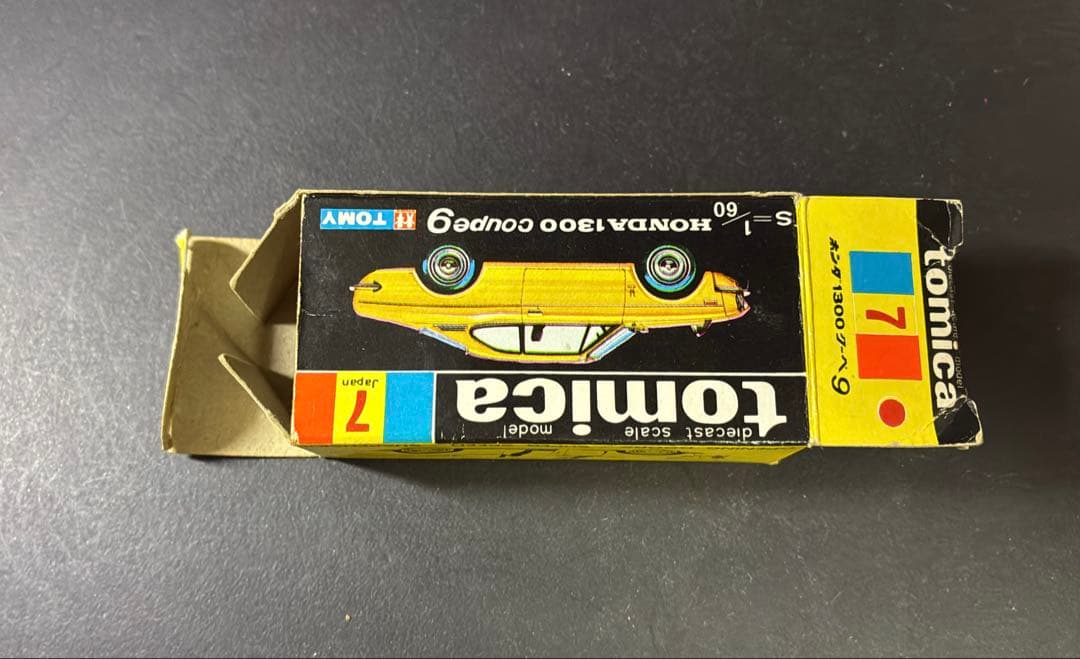 diecast scale model
tomica
7
Japan
S=1/60 HONDA1300 coupe9
TOMY
tomica
model
7
ホンダ1300クーペ9